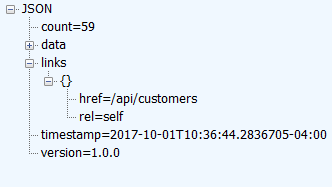 JSON
count=59
data
links
{}
href=/api/customers
rel=self
timestamp=2017-10-01T10:36:44.2836705-04:00
version=1.0.0